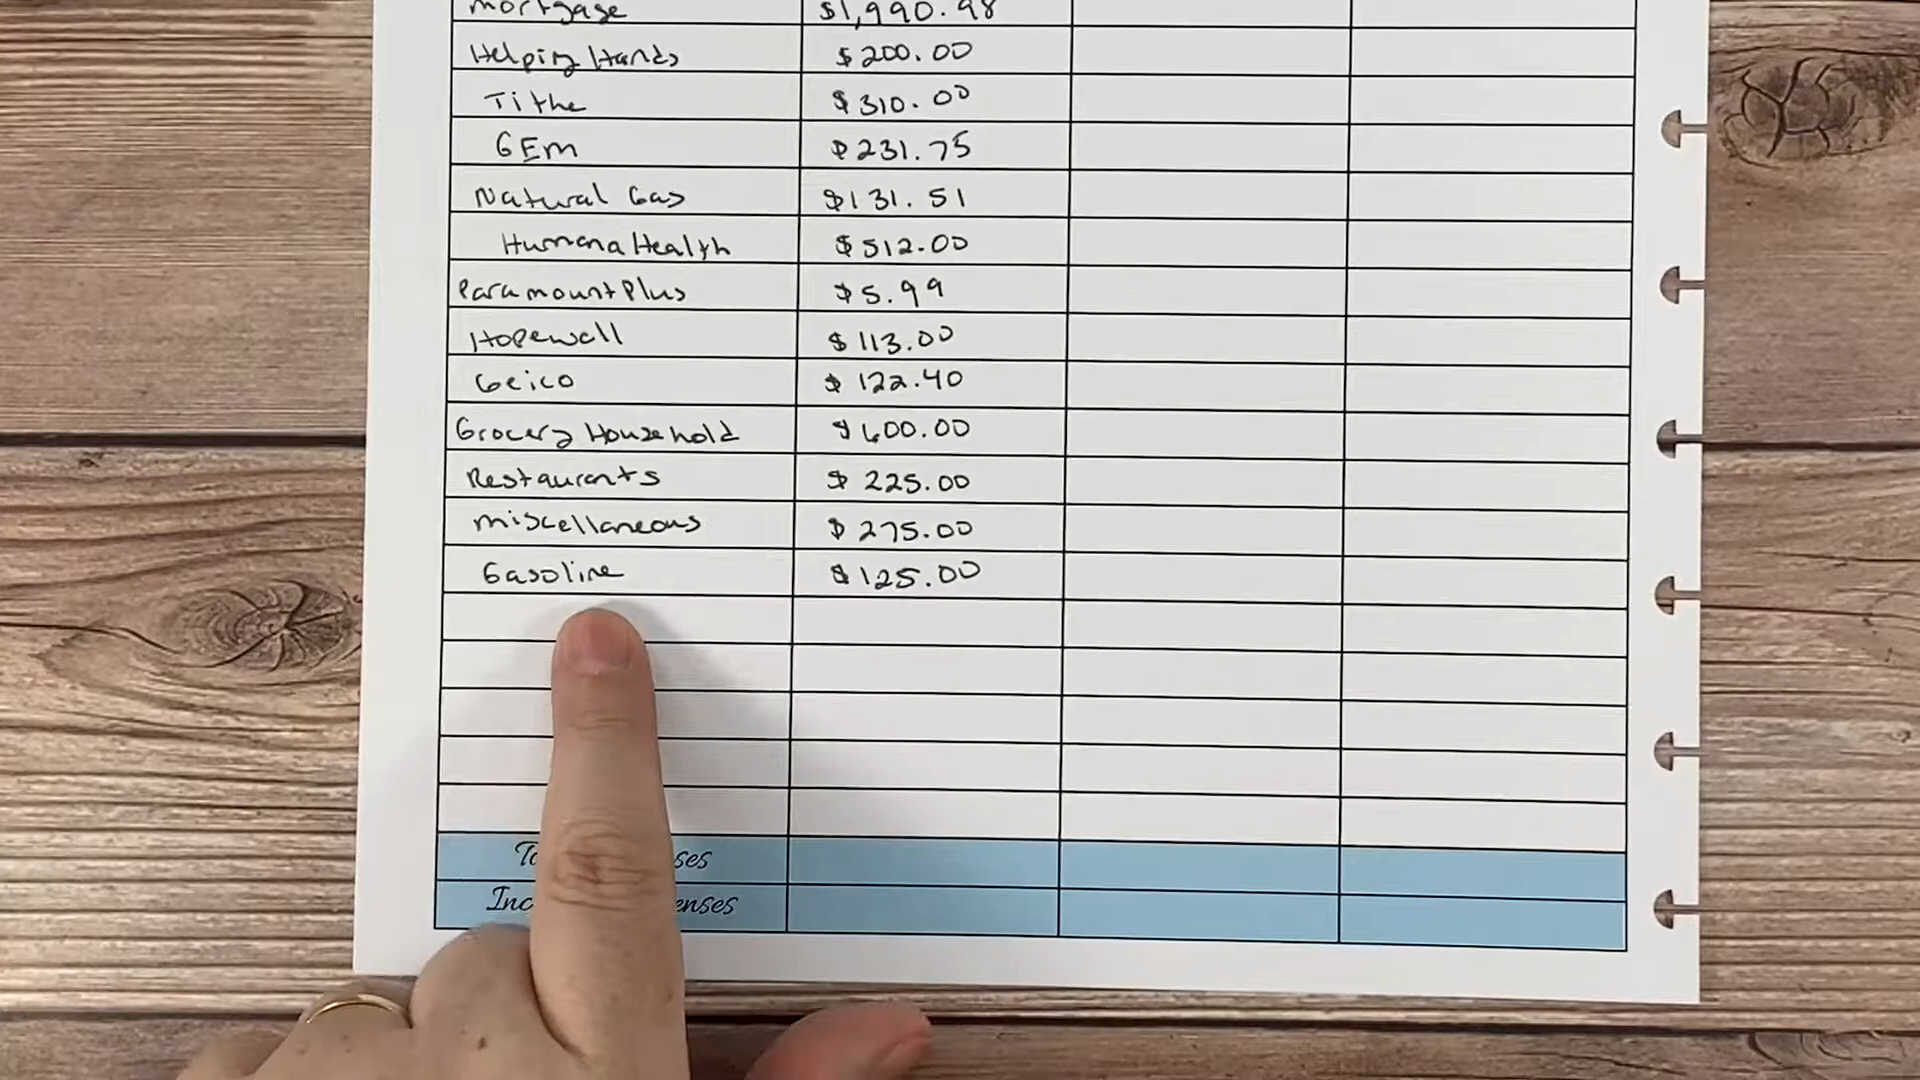 mortgage $1,990.98
Helping Hands $200.00
Tithe $310.00
GEM $231.75
Natural Gas $131.51
Humana Health $512.00
Paramount Plus $5.99
Hopewell $113.00
Geico $122.40
Grocery Household $600.00
Restaurants $225.00
miscellaneous $275.00
Gasoline $125.00